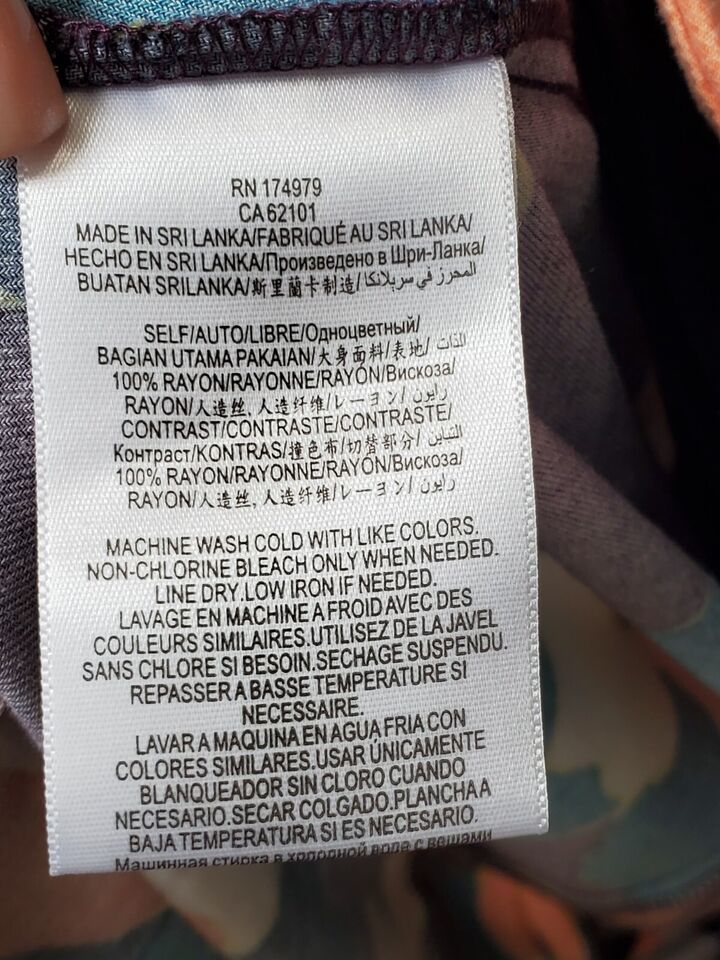 RN 174979
CA 62101
MADE IN SRI LANKA/FABRIQUÉ AU SRI LANKA/
HECHO EN SRI LANKA/Произведено в Шри-Ланка/
BUATAN SRILANKA/斯里蘭卡制造/المحرز في سريلانكا
SELF/AUTO/LIBRE/Одноцветный/
BAGIAN UTAMA PAKAIAN/大身面料/表地/الذات
100% RAYON/RAYONNE/RAYÓN/Вискоза/
RAYON/人造丝, 人造纤维/レーヨン/رايون
CONTRAST/CONTRASTE/CONTRASTE/
Контраст/KONTRAS/撞色布/切替部分/التباين
100% RAYON/RAYONNE/RAYÓN/Вискоза/
RAYON/人造丝, 人造纤维/レーヨン/رايون
MACHINE WASH COLD WITH LIKE COLORS.
NON-CHLORINE BLEACH ONLY WHEN NEEDED.
LINE DRY.LOW IRON IF NEEDED.
LAVAGE EN MACHINE A FROID AVEC DES
COULEURS SIMILAIRES.UTILISEZ DE LA JAVEL
SANS CHLORE SI BESOIN.SECHAGE SUSPENDU.
REPASSER A BASSE TEMPERATURE SI
NECESSAIRE.
LAVAR A MAQUINA EN AGUA FRIA CON
COLORES SIMILARES.USAR ÚNICAMENTE
BLANQUEADOR SIN CLORO CUANDO
NECESARIO.SECAR COLGADO.PLANCHA A
BAJA TEMPERATURA SI ES NECESARIO.
Машинная стирка в холодной воде с вещами